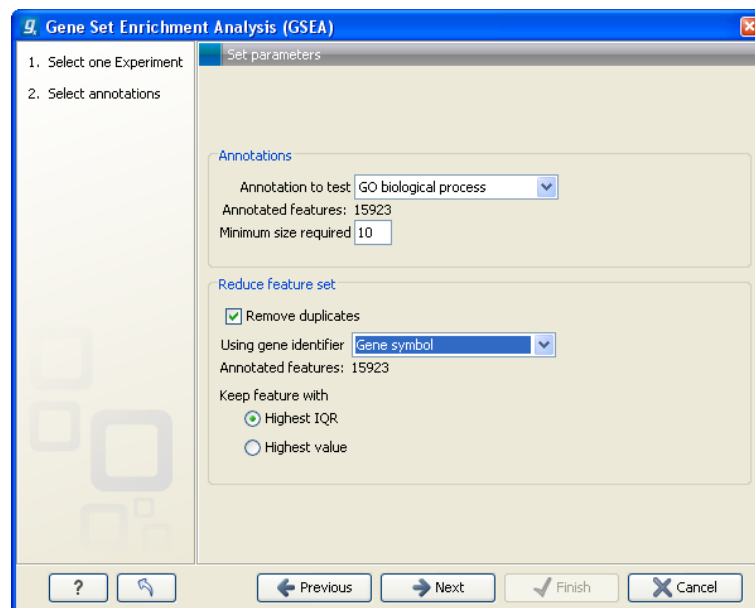 Gene Set Enrichment Analysis (GSEA)
1. Select one Experiment
2. Select annotations
Set parameters
Annotations
Annotation to test GO biological process
Annotated features: 15923
Minimum size required 10
Reduce feature set
Remove duplicates
Using gene identifier Gene symbol
Annotated features: 15923
Keep feature with
Highest IQR
Highest value
? Previous Next Finish Cancel